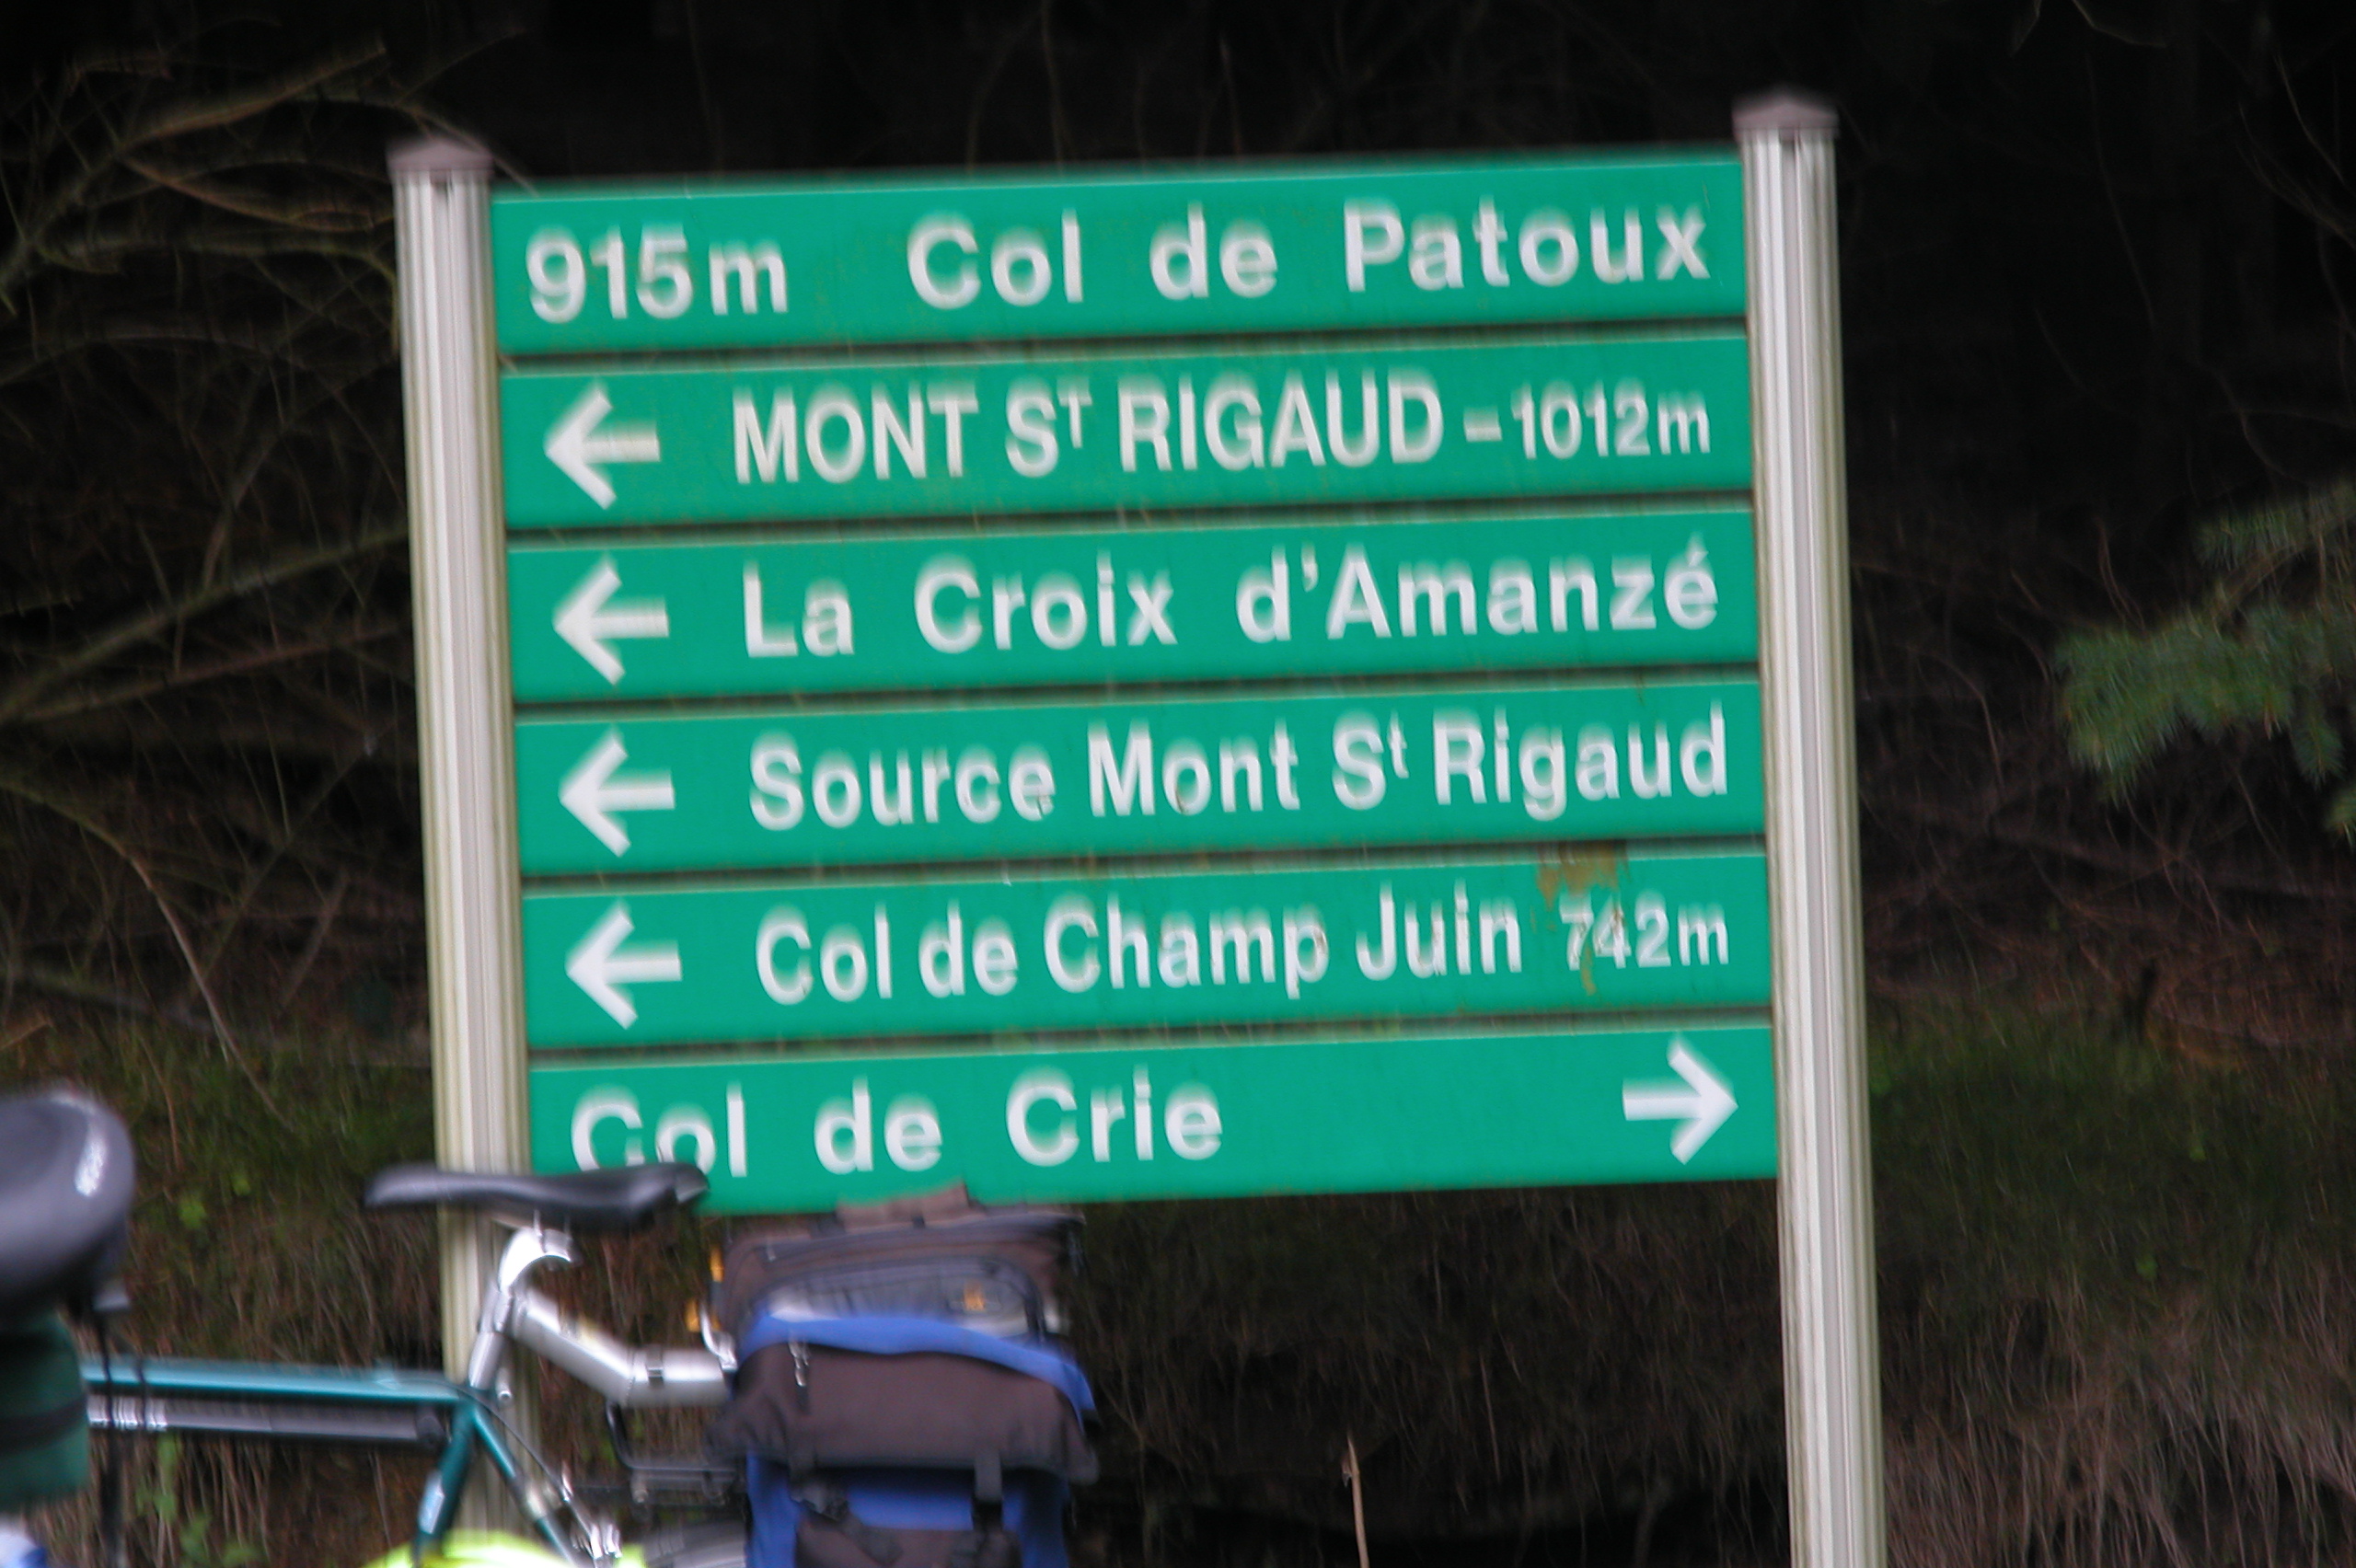 915m Col de Patoux
← MONT Sᵀ RIGAUD - 1012m
← La Croix d'Amanzé
← Source Mont Sᵗ Rigaud
← Col de Champ Juin 742m
Col de Crie →